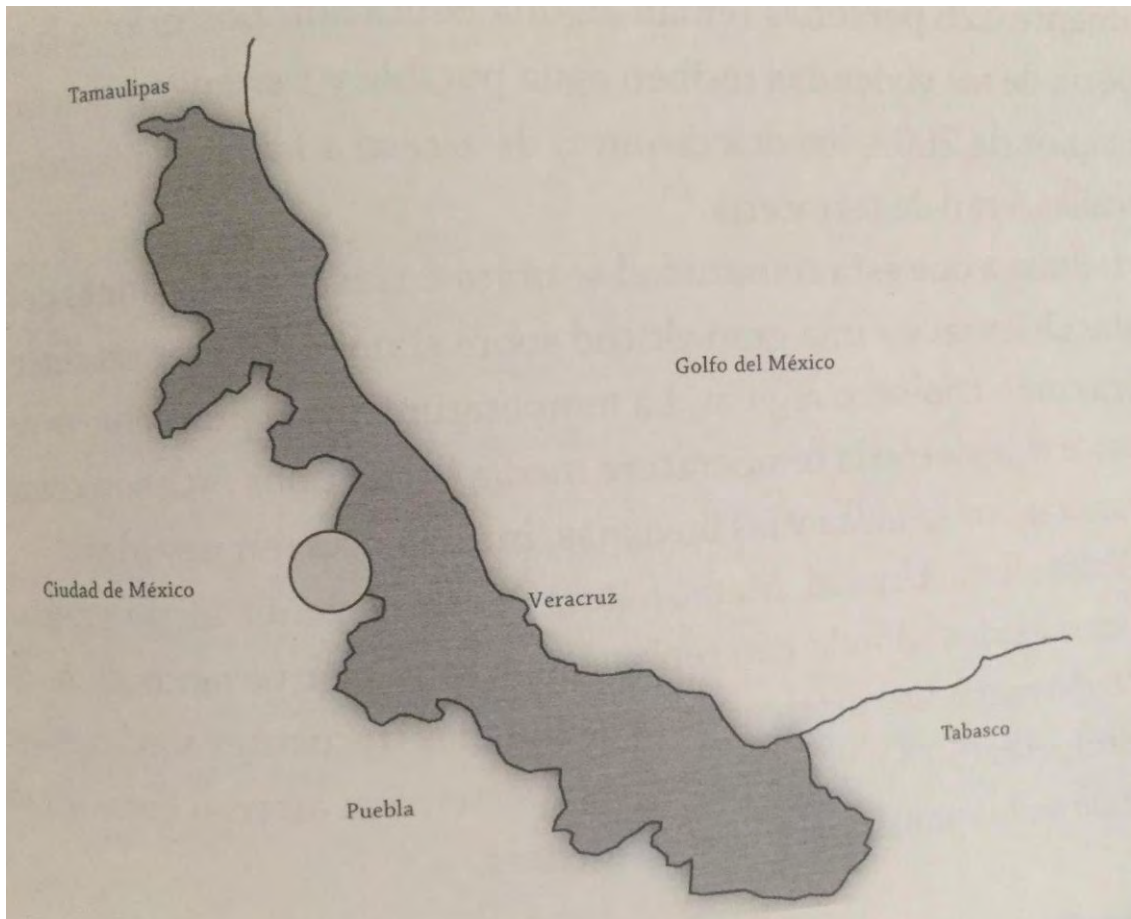 Tamaulipas
Golfo del México
Ciudad de México
Veracruz
Tabasco
Puebla